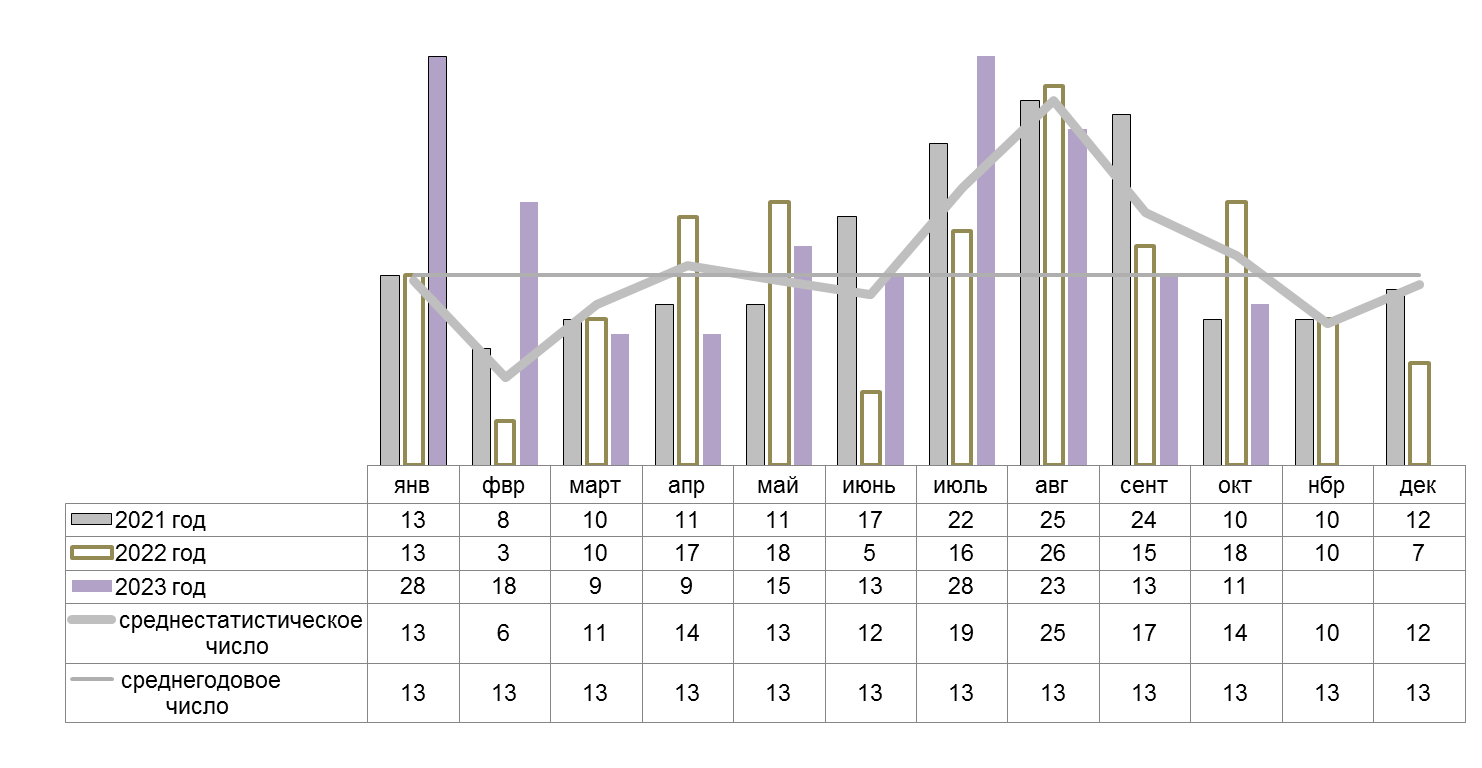 янв фвр март апр май июнь июль авг сент окт нбр дек
2021 год 13 8 10 11 11 17 22 25 24 10 10 12
2022 год 13 3 10 17 18 5 16 26 15 18 10 7
2023 год 28 18 9 9 15 13 28 23 13 11
среднестатистическое
число 13 6 11 14 13 12 19 25 17 14 10 12
среднегодовое
число 13 13 13 13 13 13 13 13 13 13 13 13